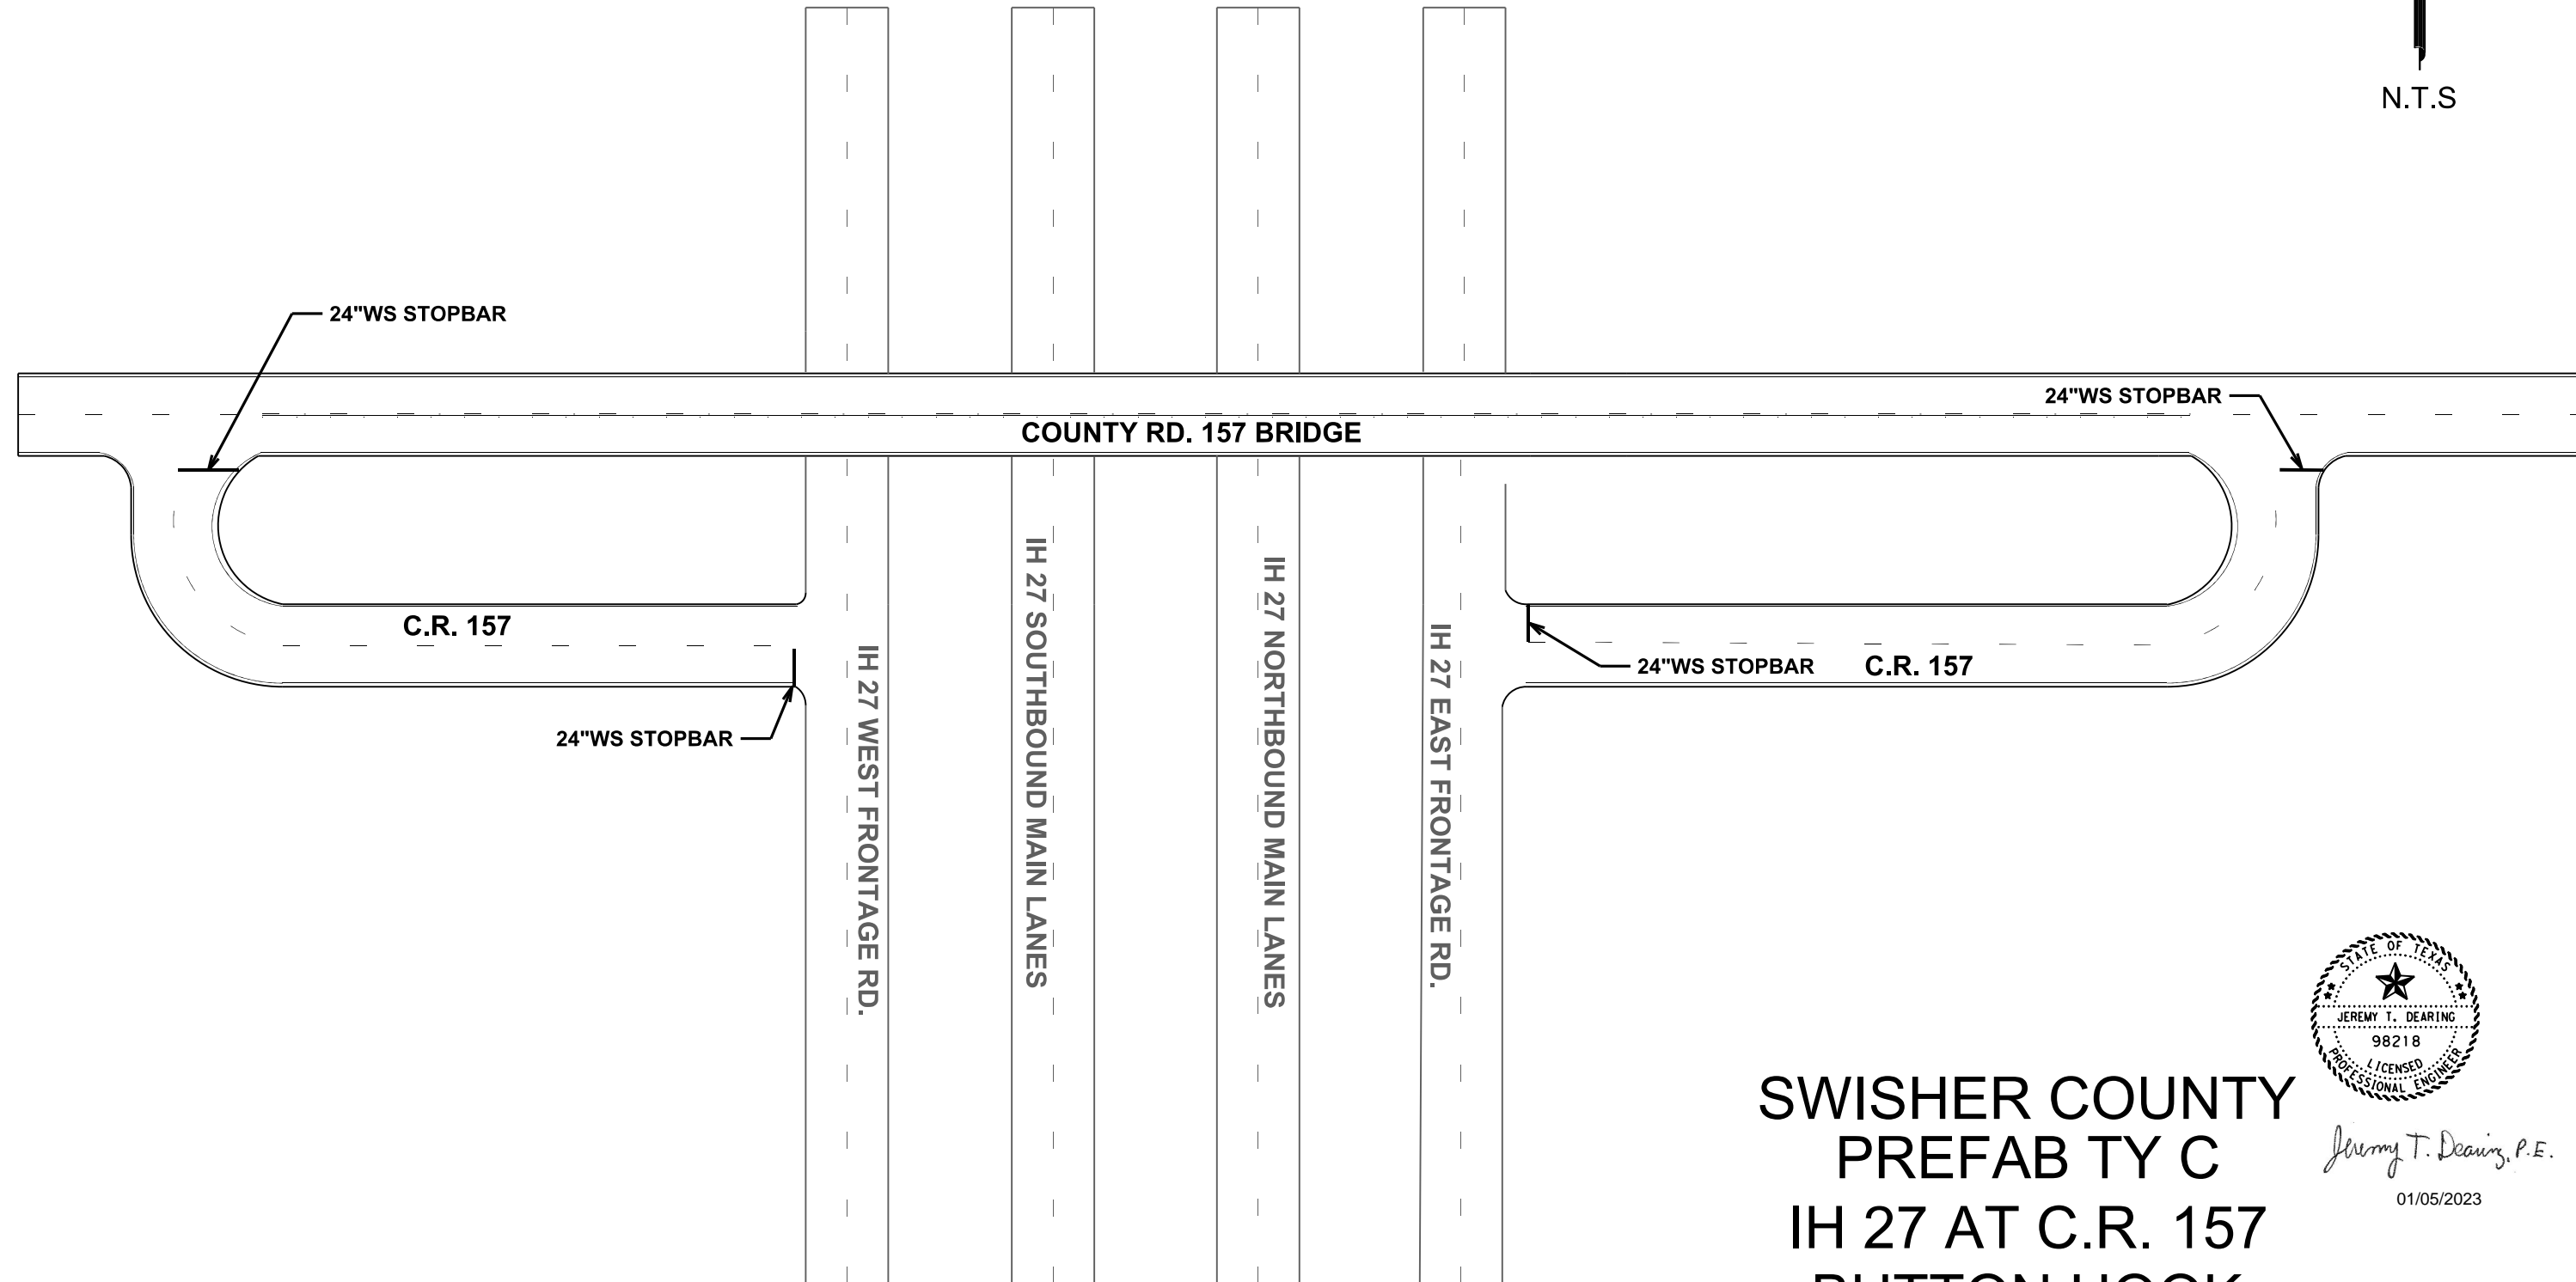 N.T.S
24"WS STOPBAR
24"WS STOPBAR
COUNTY RD. 157 BRIDGE
C.R. 157
24"WS STOPBAR
24"WS STOPBAR
C.R. 157
IH 27 WEST FRONTAGE RD.
IH 27 SOUTHBOUND MAIN LANES
IH 27 NORTHBOUND MAIN LANES
IH 27 EAST FRONTAGE RD.
STATE OF TEXAS
JEREMY T. DEARING
98218
LICENSED
PROFESSIONAL ENGINEER
Jeremy T. Dearing, P.E.
01/05/2023
SWISHER COUNTY
PREFAB TY C
IH 27 AT C.R. 157
BUTTON HOOK